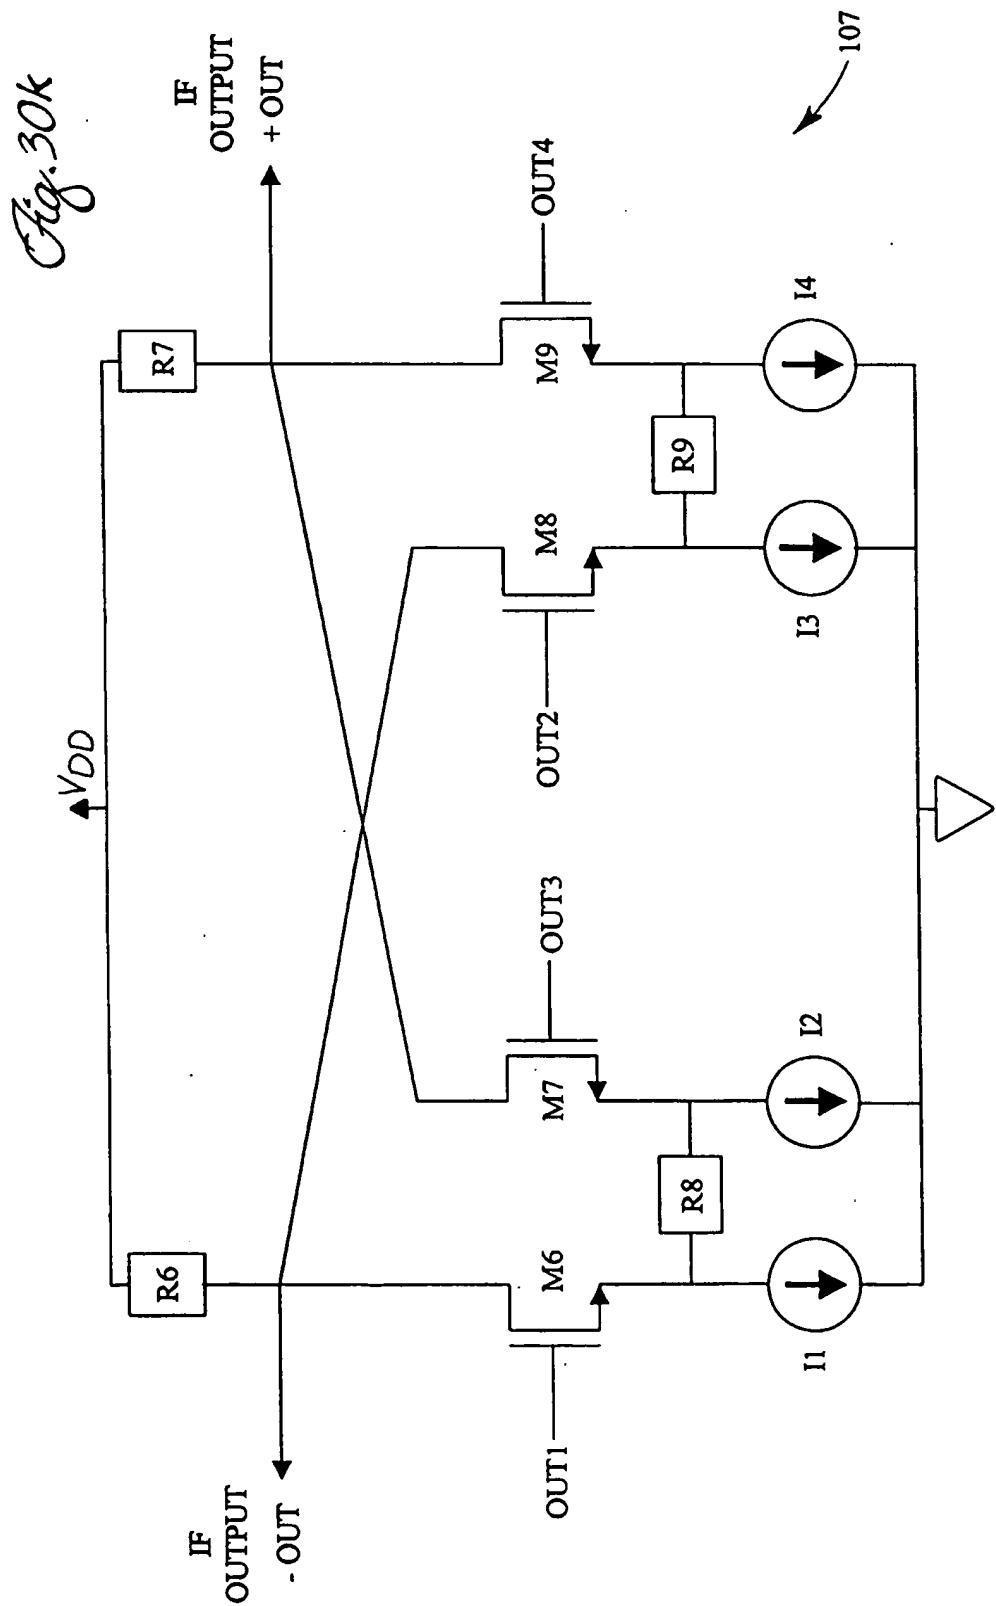 Fig. 30k
VDD
IF
OUTPUT
- OUT
IF
OUTPUT
+ OUT
R6
R7
M6
M7
M8
M9
OUT1
OUT3
OUT2
OUT4
R8
R9
I1
I2
I3
I4
107